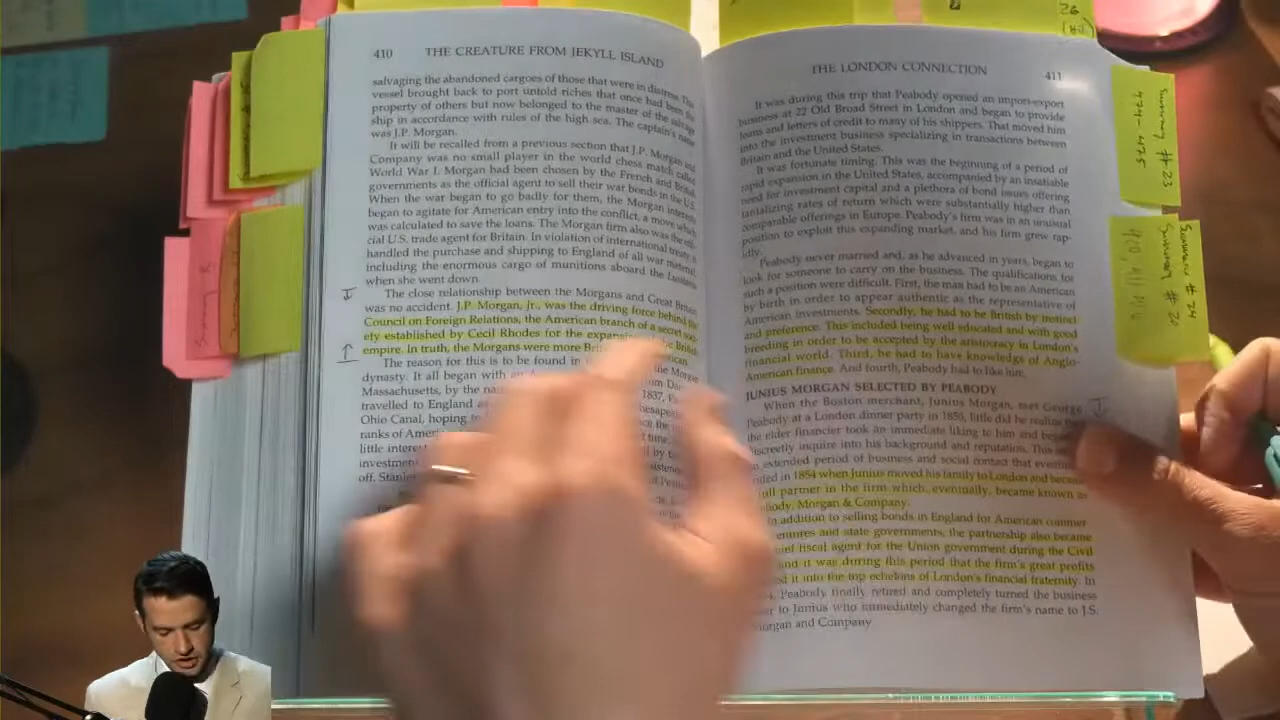 410 THE CREATURE FROM JEKYLL ISLAND
salvaging the abandoned cargoes of those that were in distress. The
vessel brought back to port untold riches that once had been the
property of others but now belonged to the master of the salvage
ship in accordance with rules of the high sea. The captain's name
was J.P. Morgan.
It will be recalled from a previous section that J.P. Morgan and
Company was no small player in the world chess match called
World War I. Morgan had been chosen by the French and British
governments as the official agent to sell their war bonds in the U.S.
When the war began to go badly for them, the Morgan interests
began to agitate for American entry into the conflict, a move which
was calculated to save the loans. The Morgan firm also was the offi-
cial U.S. trade agent for Britain. In violation of international treaty, it
handled the purchase and shipping to England of all war material,
including the enormous cargo of munitions aboard the Lusitania
when she went down.
The close relationship between the Morgans and Great Britain
was no accident. J.P. Morgan, Jr., was the driving force behind the
Council on Foreign Relations, the American branch of a secret soci-
ety established by Cecil Rhodes for the expansion of the British
empire. In truth, the Morgans were more Bri American
The reason for this is to be found in the Morgan
dynasty. It all began with
Massachusetts, by the 1837,
travelled to England
Ohio Canal, hoping to
ranks of
little
investment
off.
THE LONDON CONNECTION 411
It was during this trip that Peabody opened an import-export
business at 22 Old Broad Street in London and began to provide
loans and letters of credit to many of his shippers. That moved him
into the investment business specializing in transactions between
Britain and the United States.
It was fortunate timing. This was the beginning of a period of
rapid expansion in the United States, accompanied by an insatiable
need for investment capital and a plethora of bond issues offering
tantalizing rates of return which were substantially higher than
comparable offerings in Europe. Peabody's firm was in an unusual
position to exploit this expanding market, and his firm grew rap-
idly.
Peabody never married and, as he advanced in years, began to
look for someone to carry on the business. The qualifications for
such a position were difficult. First, the man had to be an American
by birth in order to appear authentic as the representative of
American investments. Secondly, he had to be British by instinct
and preference. This included being well educated and with good
breeding in order to be accepted by the aristocracy in London's
financial world. Third, he had to have knowledge of Anglo-
American finance. And fourth, Peabody had to like him.
JUNIUS MORGAN SELECTED BY PEABODY
When the Boston merchant, Junius Morgan, met George
Peabody at a London dinner party in 1850, little did he realize
the elder financier took an immediate liking to him and began
discreetly inquire into his background and reputation. This
extended period of business and social contact that
ded in 1854 when Junius moved his family to London and became
full partner in the firm which, eventually, became known as
body, Morgan & Company.
In addition to selling bonds in England for American commer
entures and state governments, the partnership also became
ief fiscal agent for the Union government during the Civil
and it was during this period that the firm's great profits
d it into the top echelons of London's financial fraternity. In
4, Peabody finally retired and completely turned the business
er to Junius who immediately changed the firm's name to J.S.
Morgan and Company
Summary #23
474-475
Summary #24
Summary #20